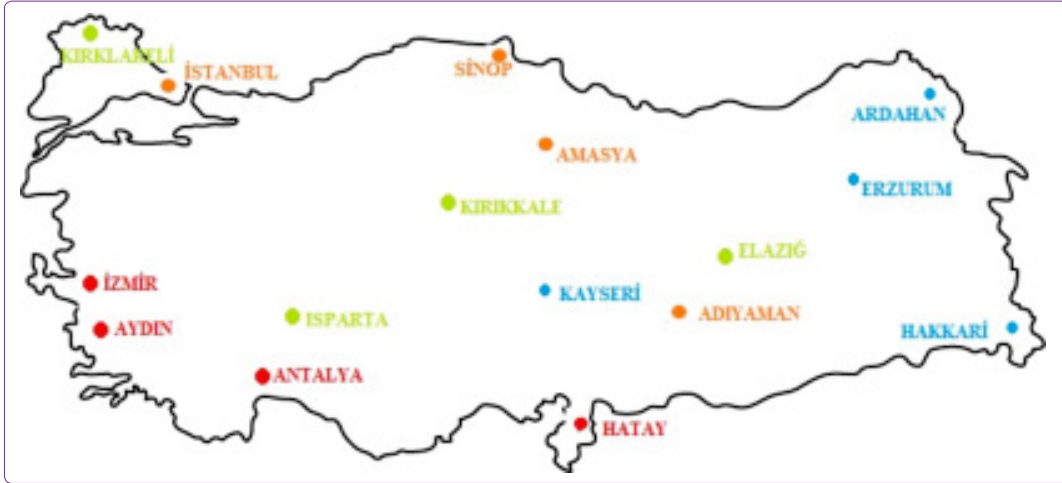 KIRKLARELİ
İSTANBUL
SİNOP
ARDAHAN
AMASYA
ERZURUM
KIRIKKALE
ELAZIĞ
İZMİR
KAYSERİ
ISPARTA
ADIYAMAN
AYDIN
HAKKARİ
ANTALYA
HATAY